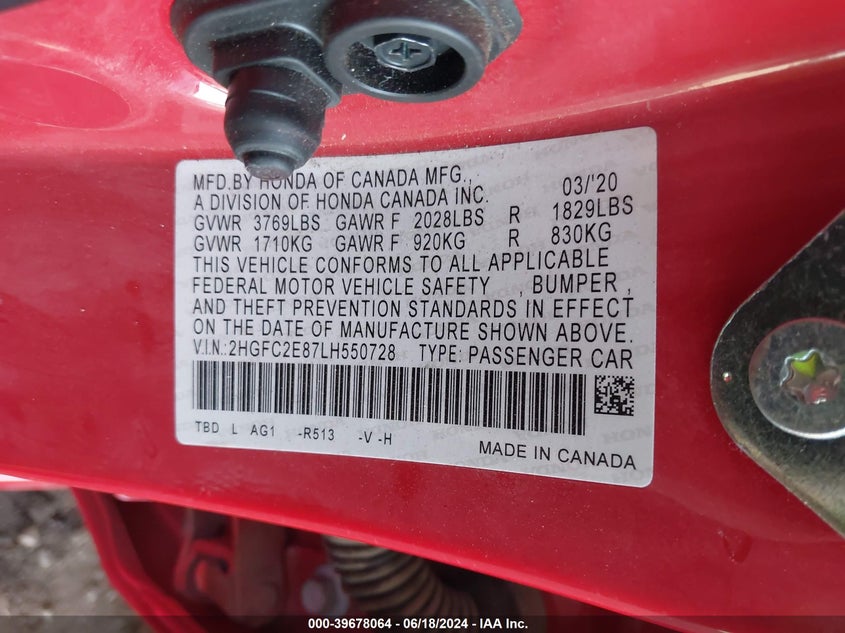 MFD.BY HONDA OF CANADA MFG., 03/'20
A DIVISION OF HONDA CANADA INC.
GVWR 3769LBS GAWR F 2028LBS R 1829LBS
GVWR 1710KG GAWR F 920KG R 830KG
THIS VEHICLE CONFORMS TO ALL APPLICABLE
FEDERAL MOTOR VEHICLE SAFETY , BUMPER ,
AND THEFT PREVENTION STANDARDS IN EFFECT
ON THE DATE OF MANUFACTURE SHOWN ABOVE.
V.I.N.:2HGFC2E87LH550728 TYPE: PASSENGER CAR
TBD L AG1 -R513 -V -H
MADE IN CANADA
000-39678064 / 06/18/2024 - IAA Inc.